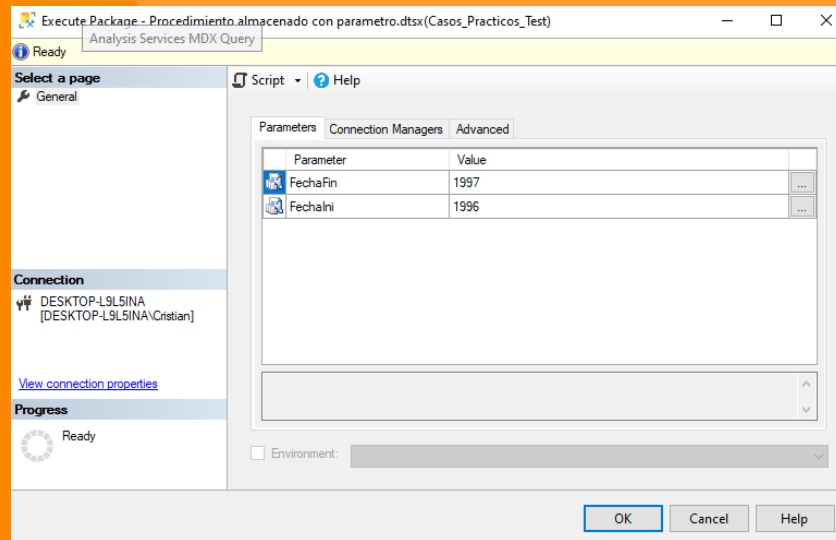 Execute Package - Procedimiento almacenado con parametro.dtsx(Casos_Practicos_Test)
Analysis Services MDX Query
Ready
Select a page
General
Script
Help
Parameters Connection Managers Advanced
Parameter Value
FechaFin 1997
FechaIni 1996
...
...
Connection
DESKTOP-L9L5INA
[DESKTOP-L9L5INA\Cristian]
View connection properties
Progress
Ready
Environment:
OK Cancel Help